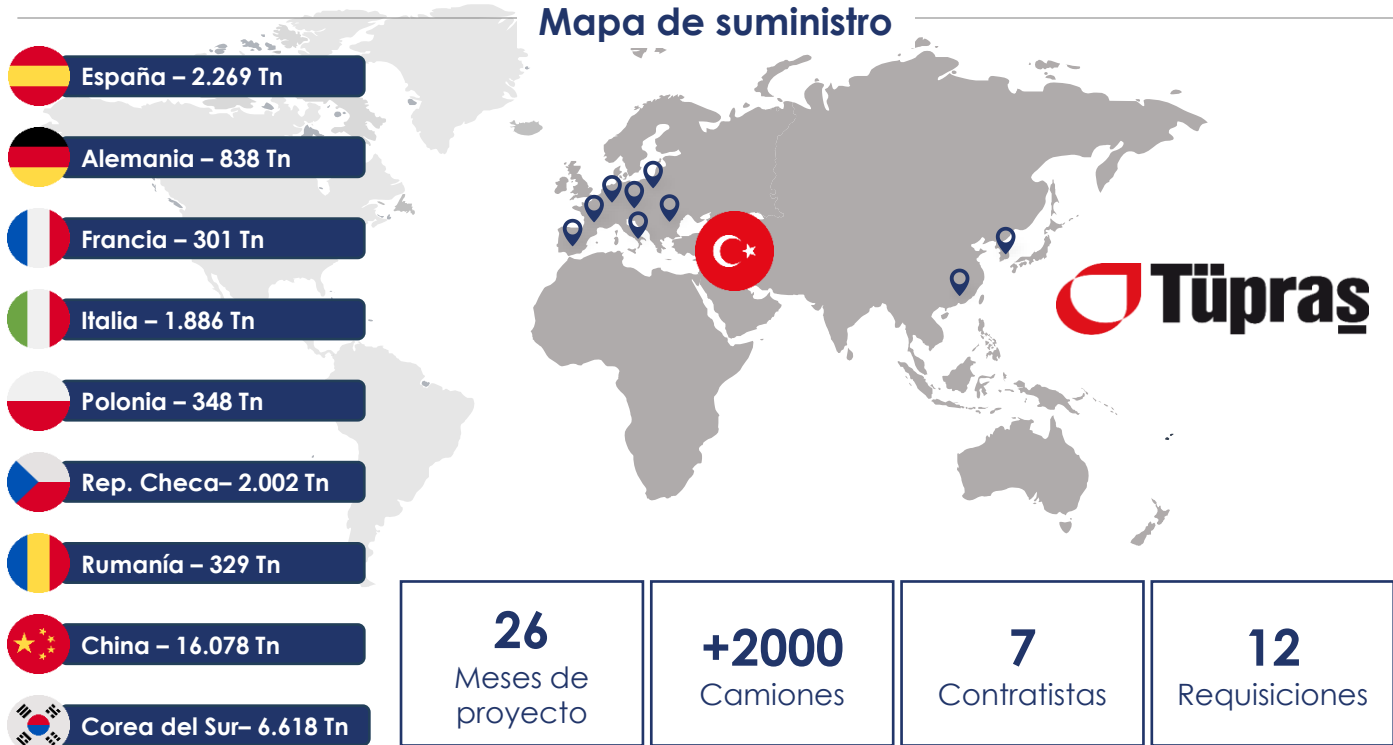 Mapa de suministro
España – 2.269 Tn
Alemania – 838 Tn
Francia – 301 Tn
Italia – 1.886 Tn
Polonia – 348 Tn
Rep. Checa– 2.002 Tn
Rumanía – 329 Tn
China – 16.078 Tn
Corea del Sur– 6.618 Tn
Tüpraş
26
Meses de
proyecto
+2000
Camiones
7
Contratistas
12
Requisiciones